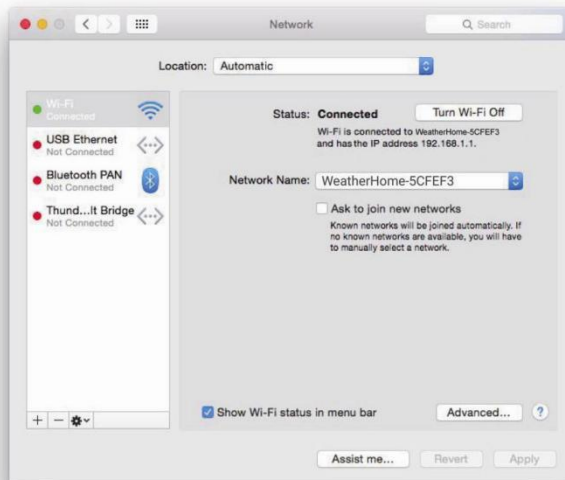 Network
Search
Location: Automatic
Wi-Fi
Connected
USB Ethernet
Not Connected
Bluetooth PAN
Not Connected
Thund...lt Bridge
Not Connected
Status: Connected
Turn Wi-Fi Off
Wi-Fi is connected to WeatherHome-5CFEF3
and has the IP address 192.168.1.1.
Network Name: WeatherHome-5CFEF3
Ask to join new networks
Known networks will be joined automatically. If
no known networks are available, you will have
to manually select a network.
Show Wi-Fi status in menu bar
Advanced... ?
Assist me... Revert Apply